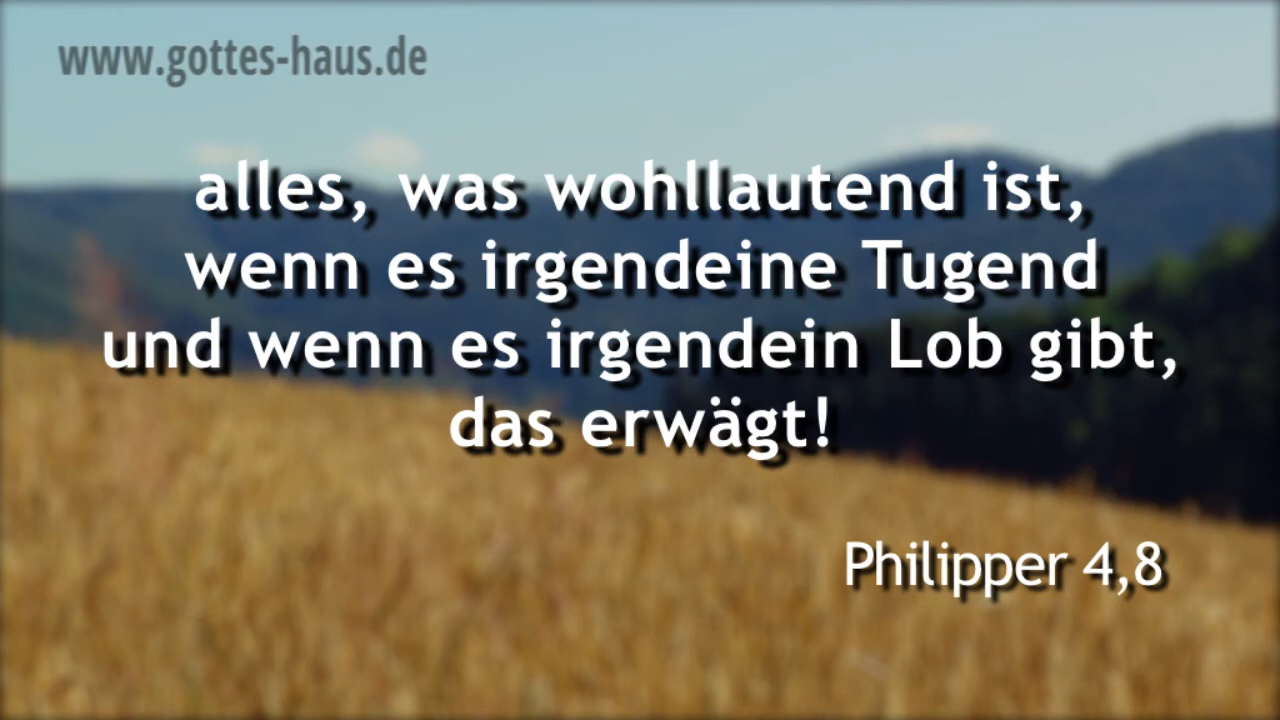 www.gottes-haus.de
alles, was wohllautend ist,
wenn es irgendeine Tugend
und wenn es irgendein Lob gibt,
das erwägt!
Philipper 4,8